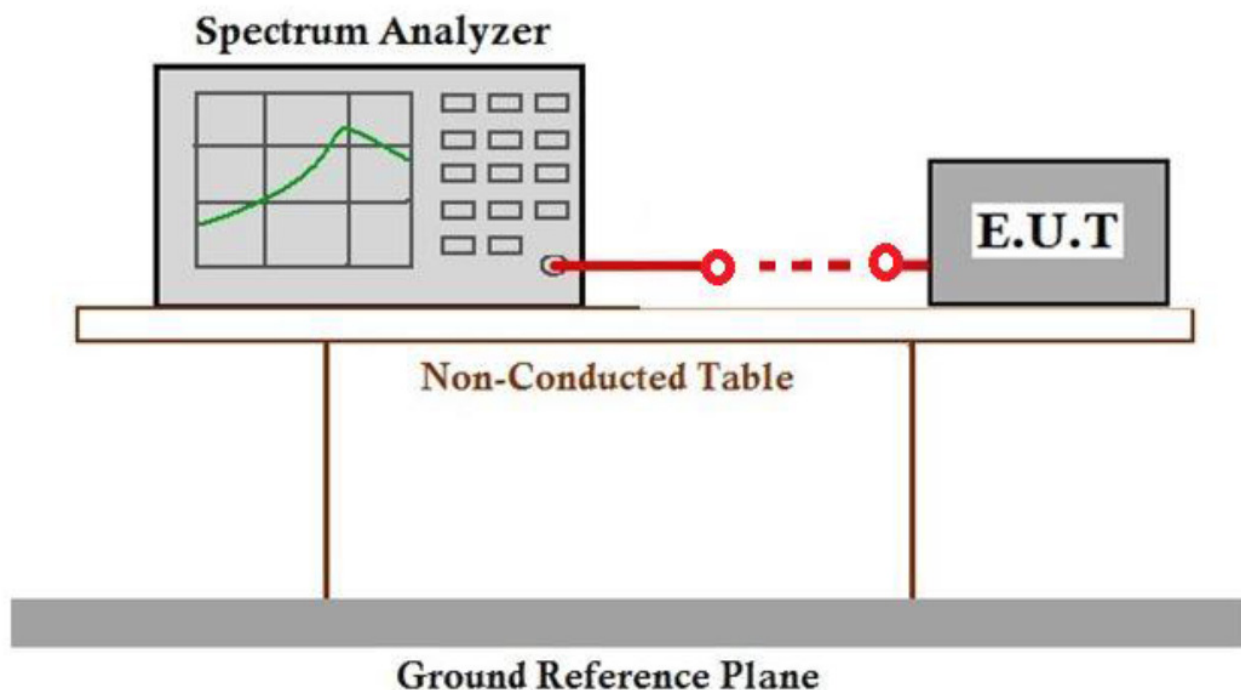 Spectrum Analyzer
E.U.T
Non-Conducted Table
Ground Reference Plane